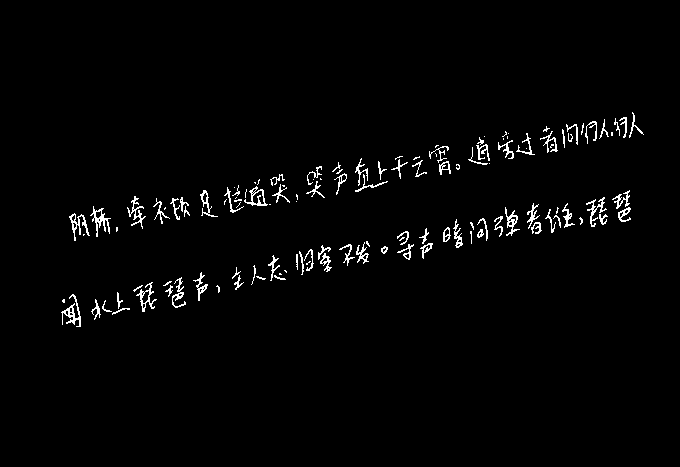 阴桥,牵衣顿足拦道哭,哭声直上干云霄。道旁过者问行人,行人
闻水上琵琶声,主人忘归客不发。寻声暗问弹者谁,琵琶